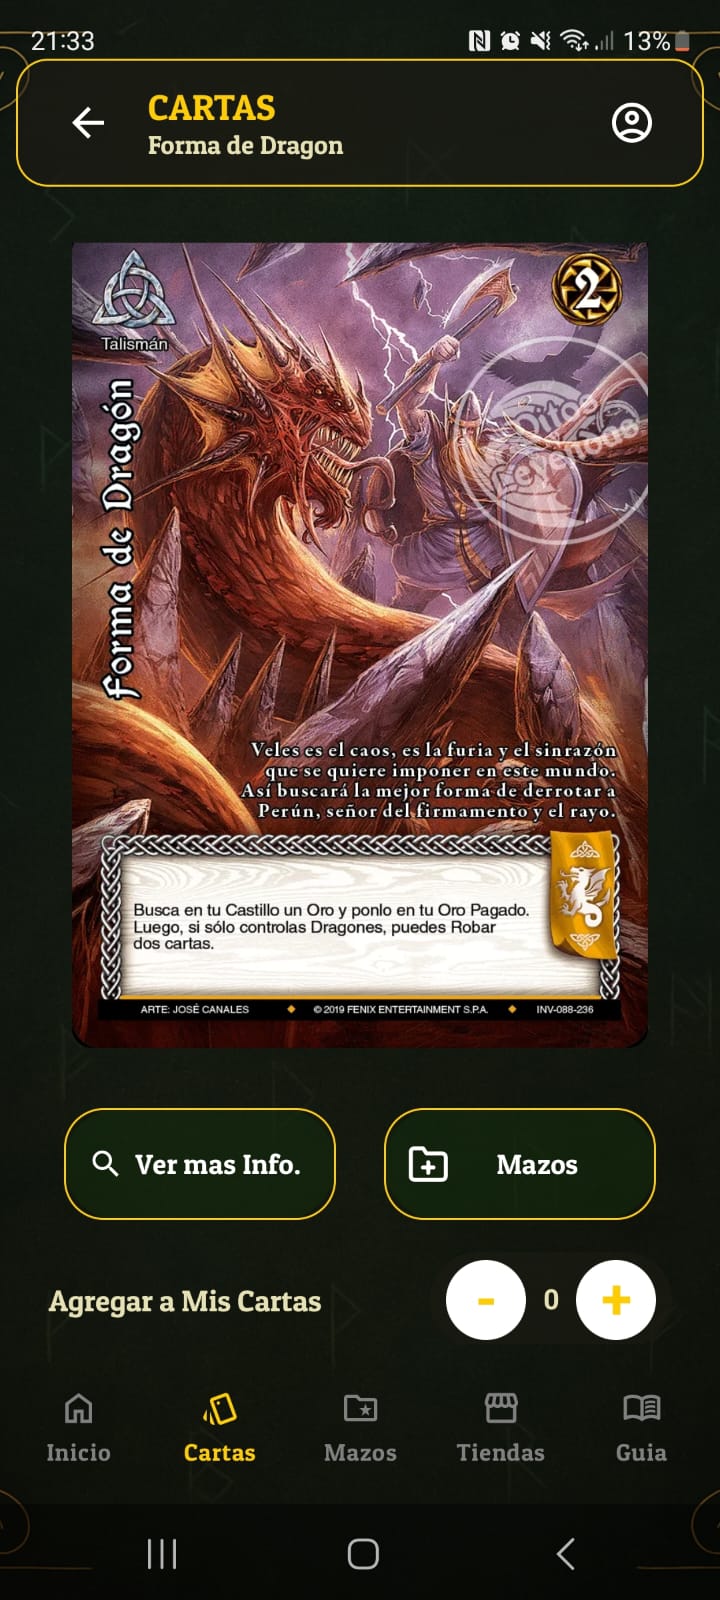 21:33
13%
CARTAS
Forma de Dragon
2
Talismán
Forma de Dragón
Mitos
Leyendas
Veles es el caos, es la furia y el sinrazón
que se quiere imponer en este mundo.
Así buscará la mejor forma de derrotar a
Perún, señor del firmamento y el rayo.
Busca en tu Castillo un Oro y ponlo en tu Oro Pagado.
Luego, si sólo controlas Dragones, puedes Robar
dos cartas.
ARTE: JOSÉ CANALES ◆ © 2019 FENIX ENTERTAINMENT S.P.A. ◆ INV-088-236
Ver mas Info.
Mazos
Agregar a Mis Cartas
- 0 +
Inicio
Cartas
Mazos
Tiendas
Guia